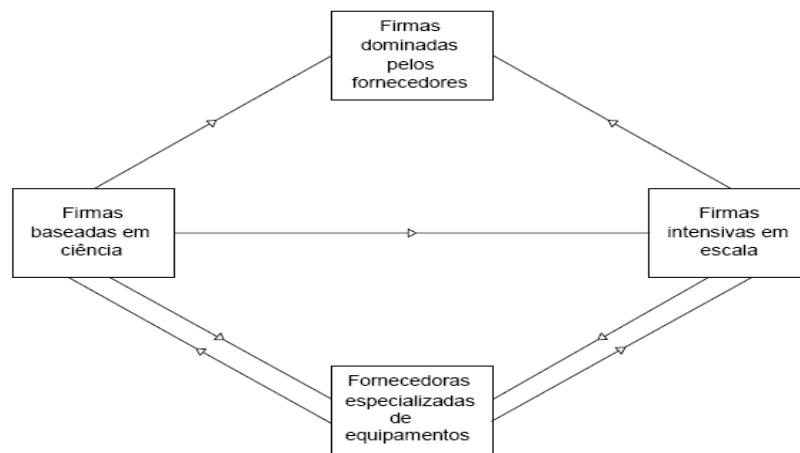 Firmas
dominadas
pelos
fornecedores
Firmas
baseadas em
ciência
Firmas
intensivas em
escala
Fornecedoras
especializadas
de
equipamentos